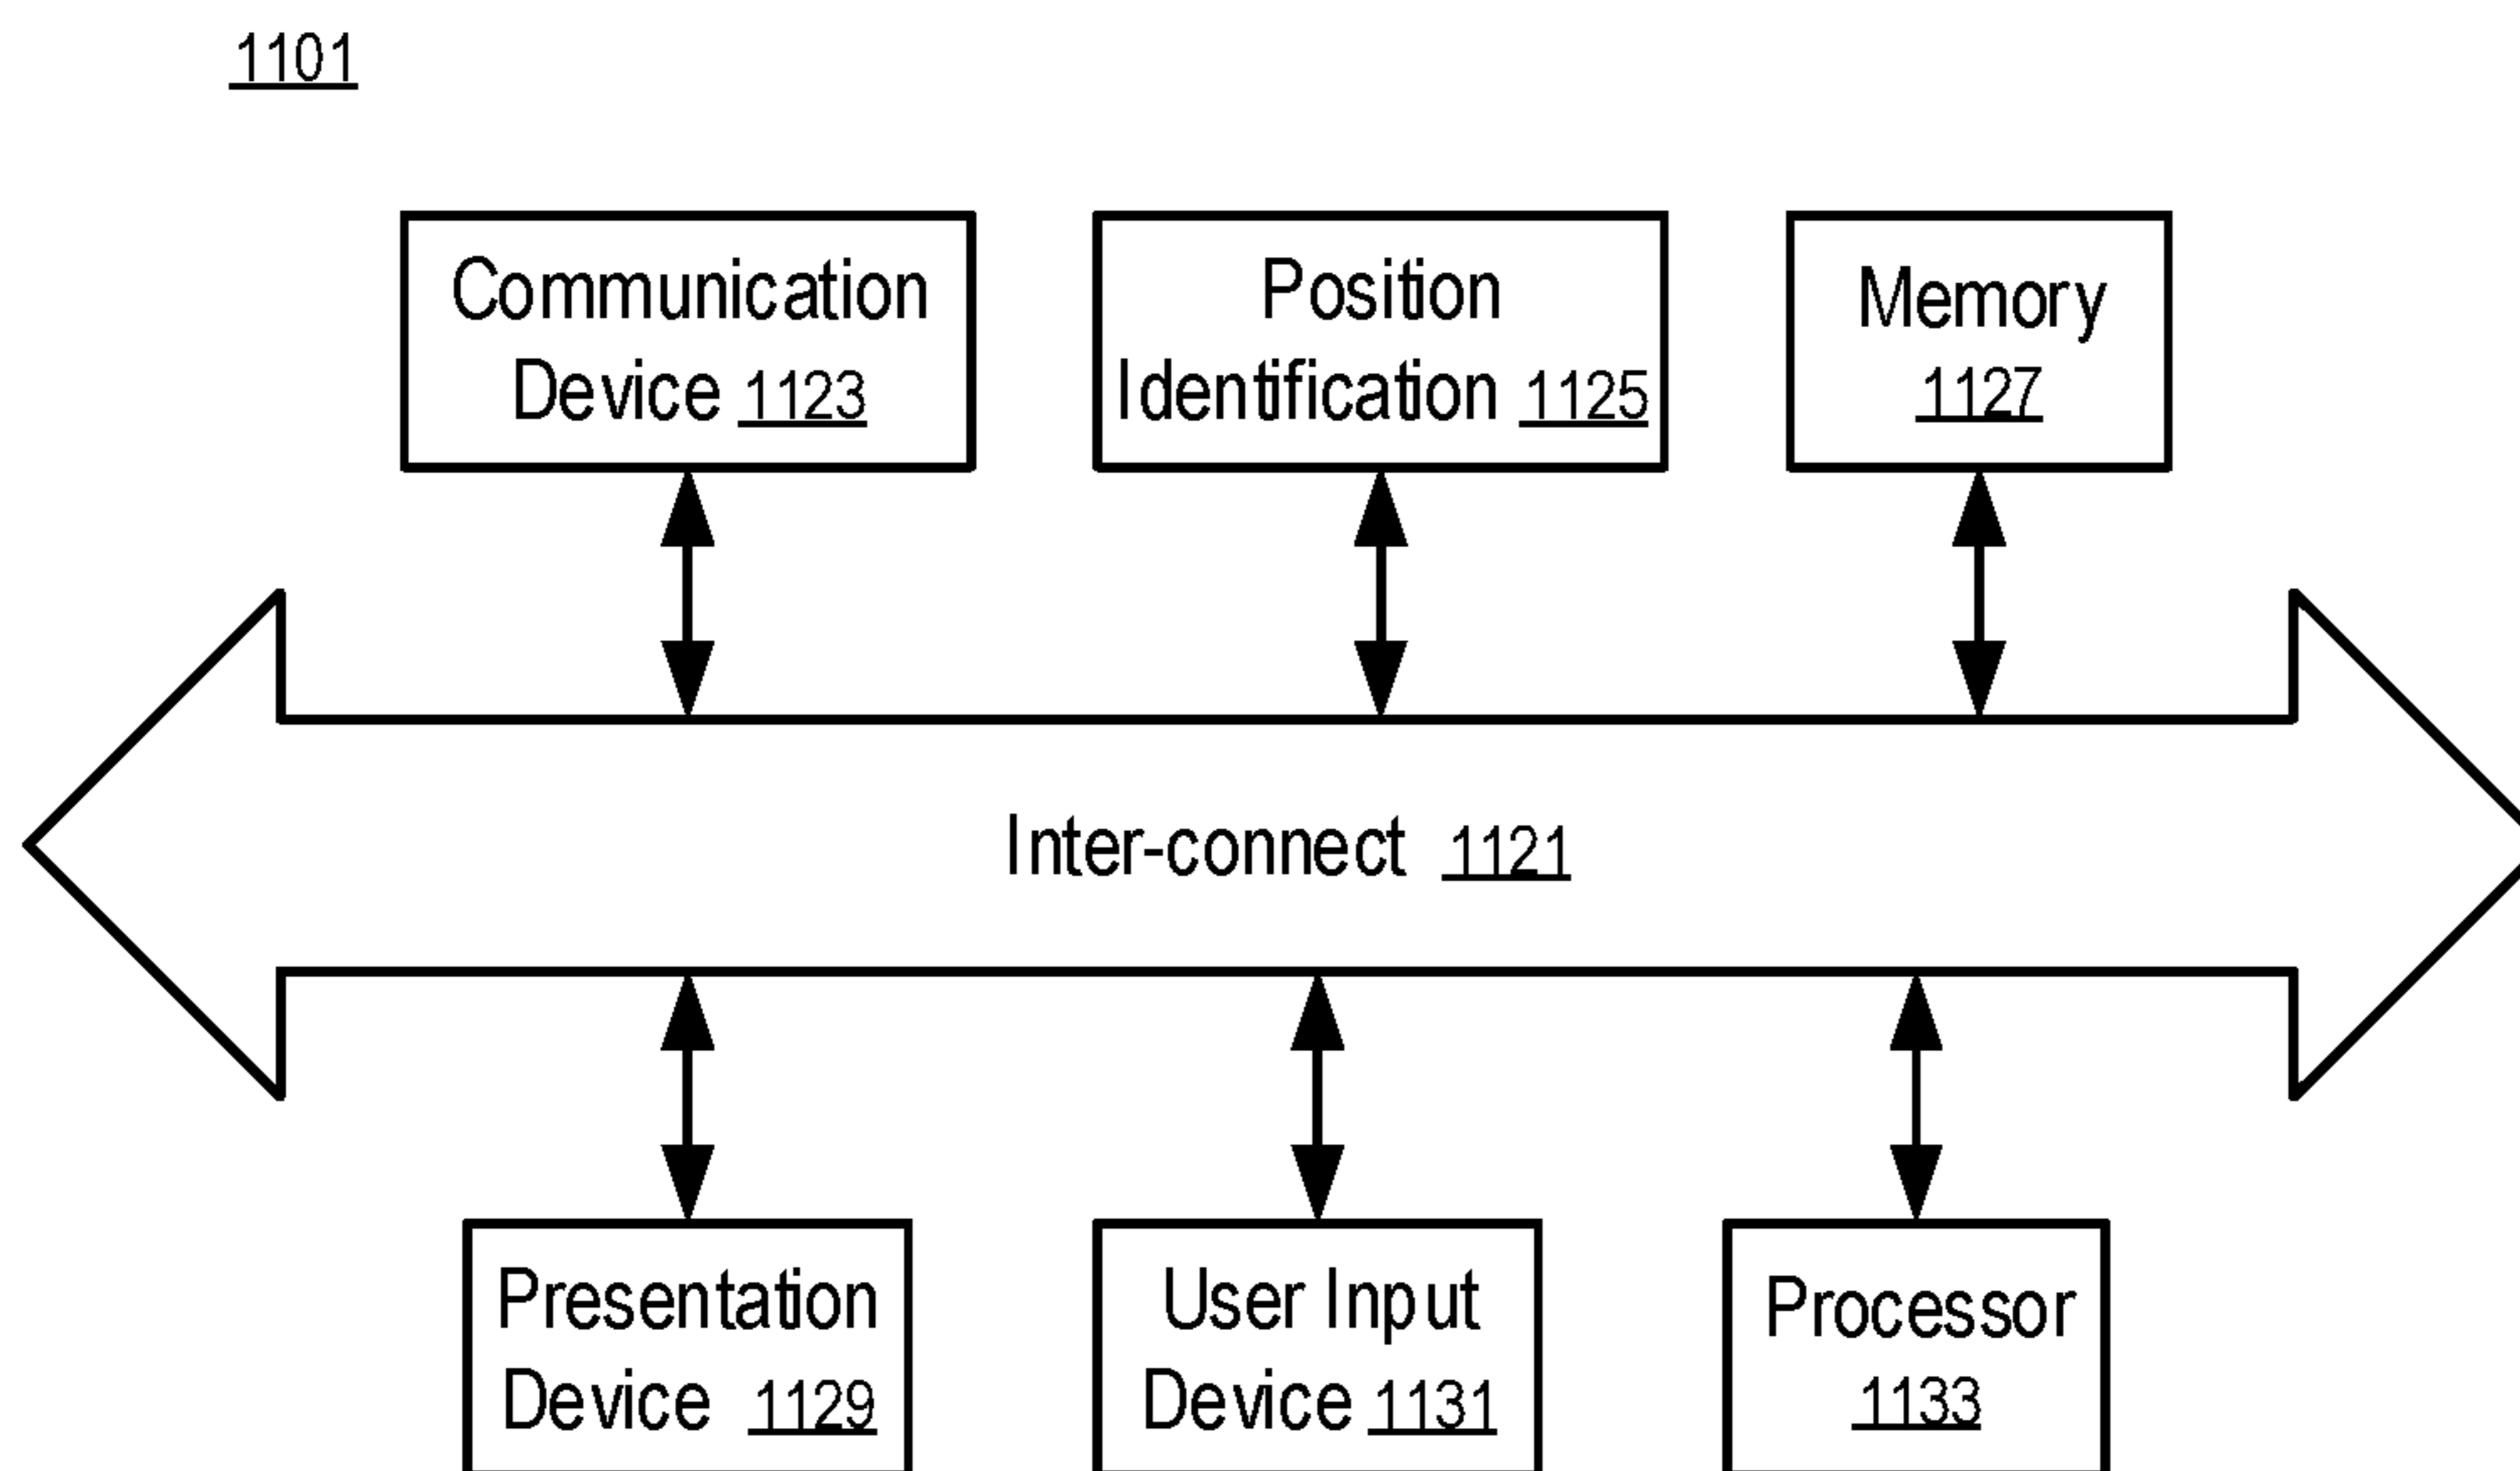 1101
Communication
Device 1123
Position
Identification 1125
Memory
1127
Inter-connect 1121
Presentation
Device 1129
User Input
Device 1131
Processor
1133